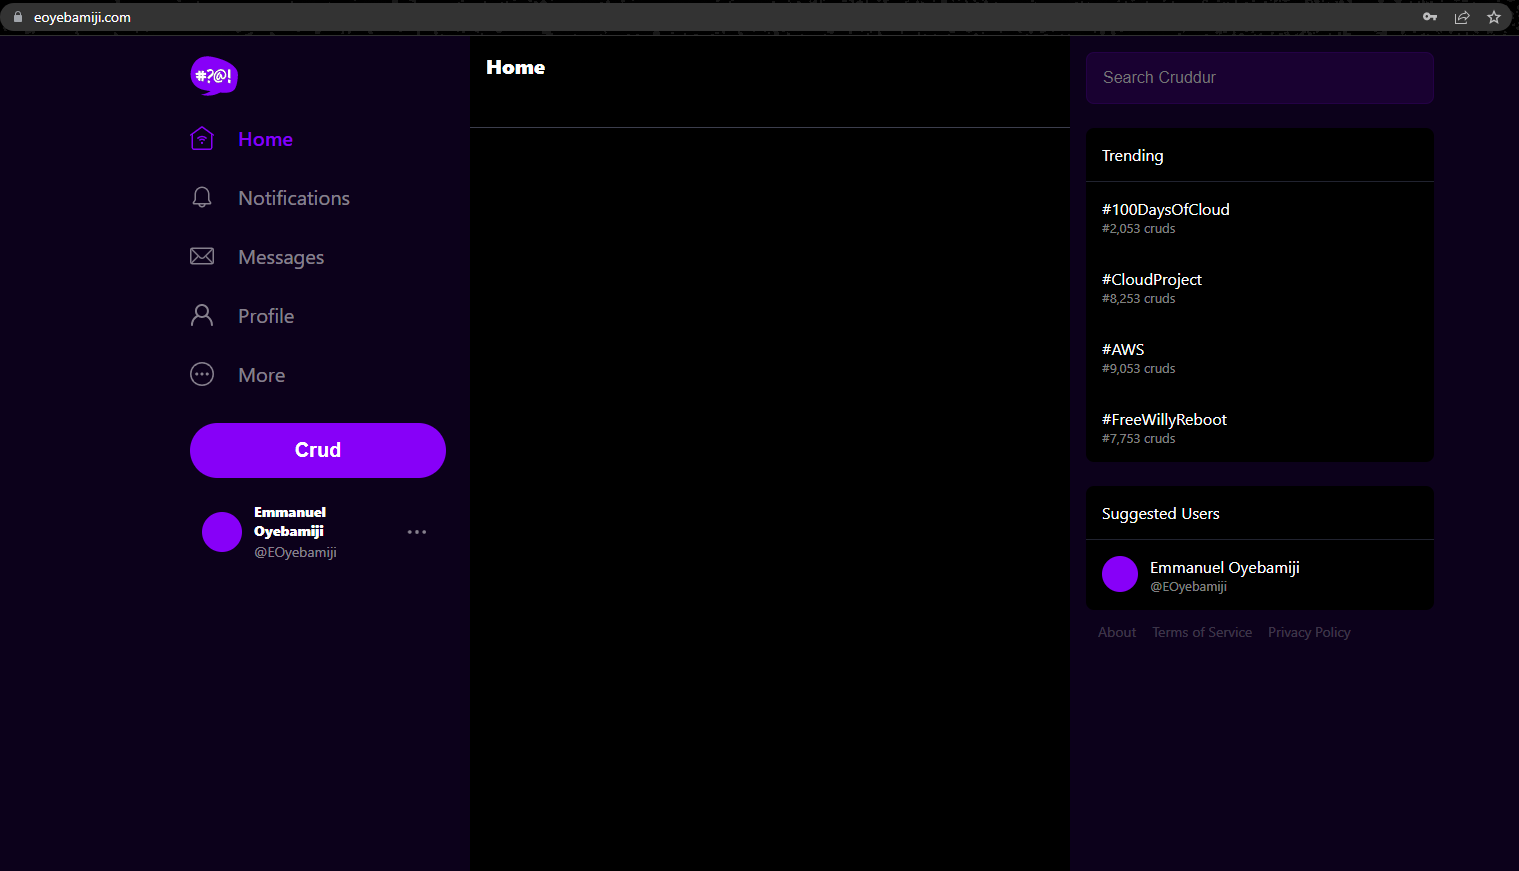 eoyebamiji.com
#?@!
Home
Notifications
Messages
Profile
More
Crud
Emmanuel
Oyebamiji
@EOyebamiji
Home
Search Cruddur
Trending
#100DaysOfCloud
#2,053 cruds
#CloudProject
#8,253 cruds
#AWS
#9,053 cruds
#FreeWillyReboot
#7,753 cruds
Suggested Users
Emmanuel Oyebamiji
@EOyebamiji
About Terms of Service Privacy Policy